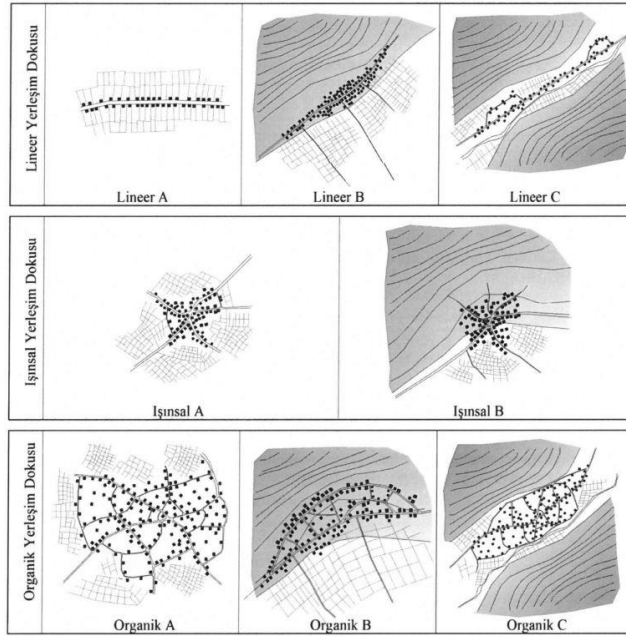 Lineer Yerleşim Dokusu
Lineer A
Lineer B
Lineer C
Işınsal Yerleşim Dokusu
Işınsal A
Işınsal B
Organik Yerleşim Dokusu
Organik A
Organik B
Organik C